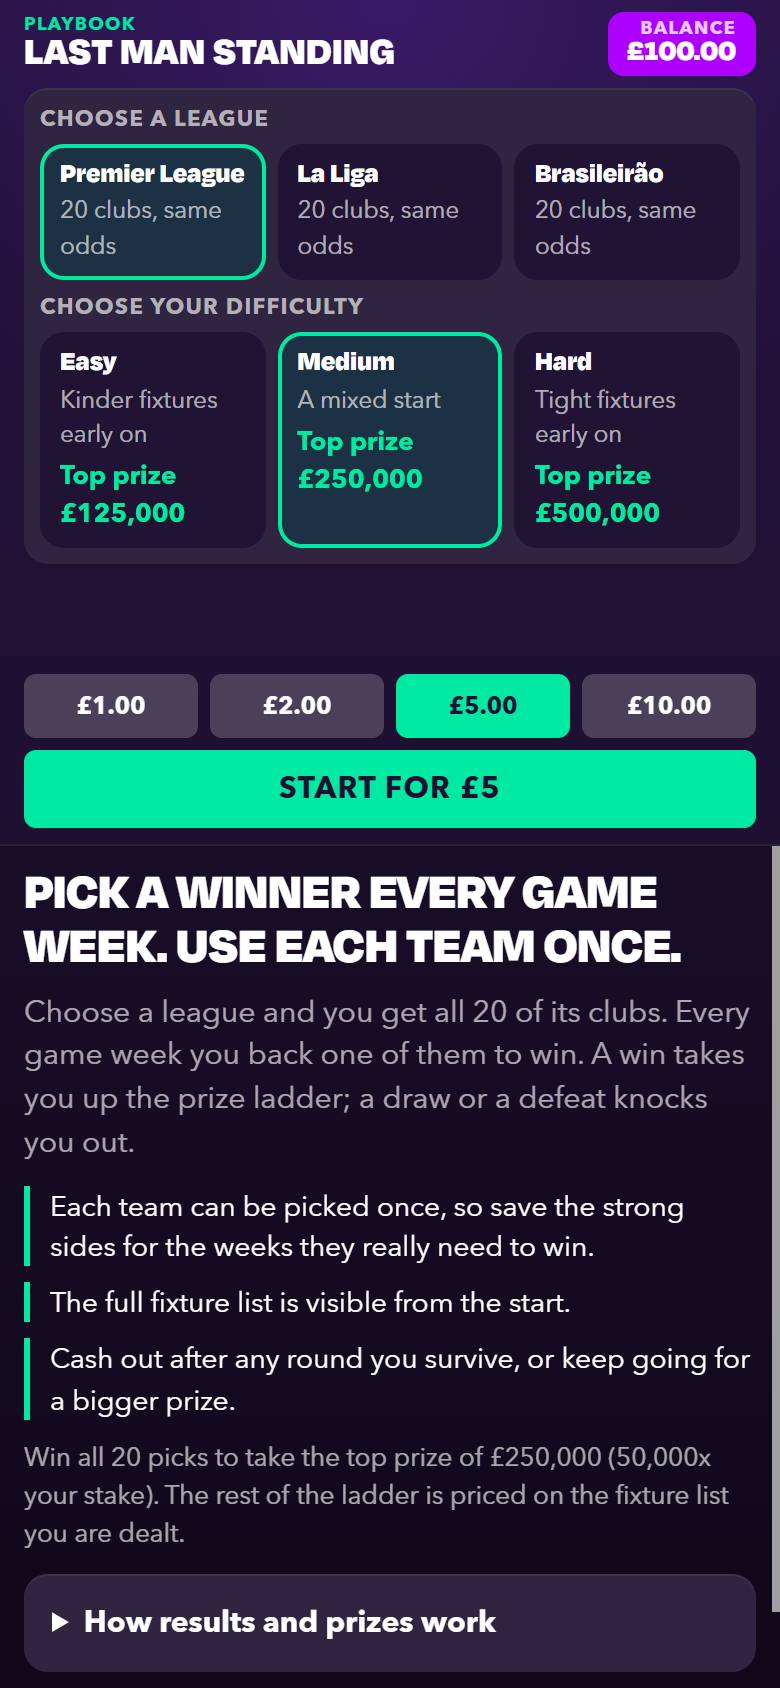 PLAYBOOK
LAST MAN STANDING
BALANCE
£100.00
CHOOSE A LEAGUE
Premier League
20 clubs, same
odds
La Liga
20 clubs, same
odds
Brasileirão
20 clubs, same
odds
CHOOSE YOUR DIFFICULTY
Easy
Kinder fixtures
early on
Top prize
£125,000
Medium
A mixed start
Top prize
£250,000
Hard
Tight fixtures
early on
Top prize
£500,000
£1.00
£2.00
£5.00
£10.00
START FOR £5
PICK A WINNER EVERY GAME
WEEK. USE EACH TEAM ONCE.
Choose a league and you get all 20 of its clubs. Every
game week you back one of them to win. A win takes
you up the prize ladder; a draw or a defeat knocks
you out.
Each team can be picked once, so save the strong
sides for the weeks they really need to win.
The full fixture list is visible from the start.
Cash out after any round you survive, or keep going for
a bigger prize.
Win all 20 picks to take the top prize of £250,000 (50,000x
your stake). The rest of the ladder is priced on the fixture list
you are dealt.
How results and prizes work